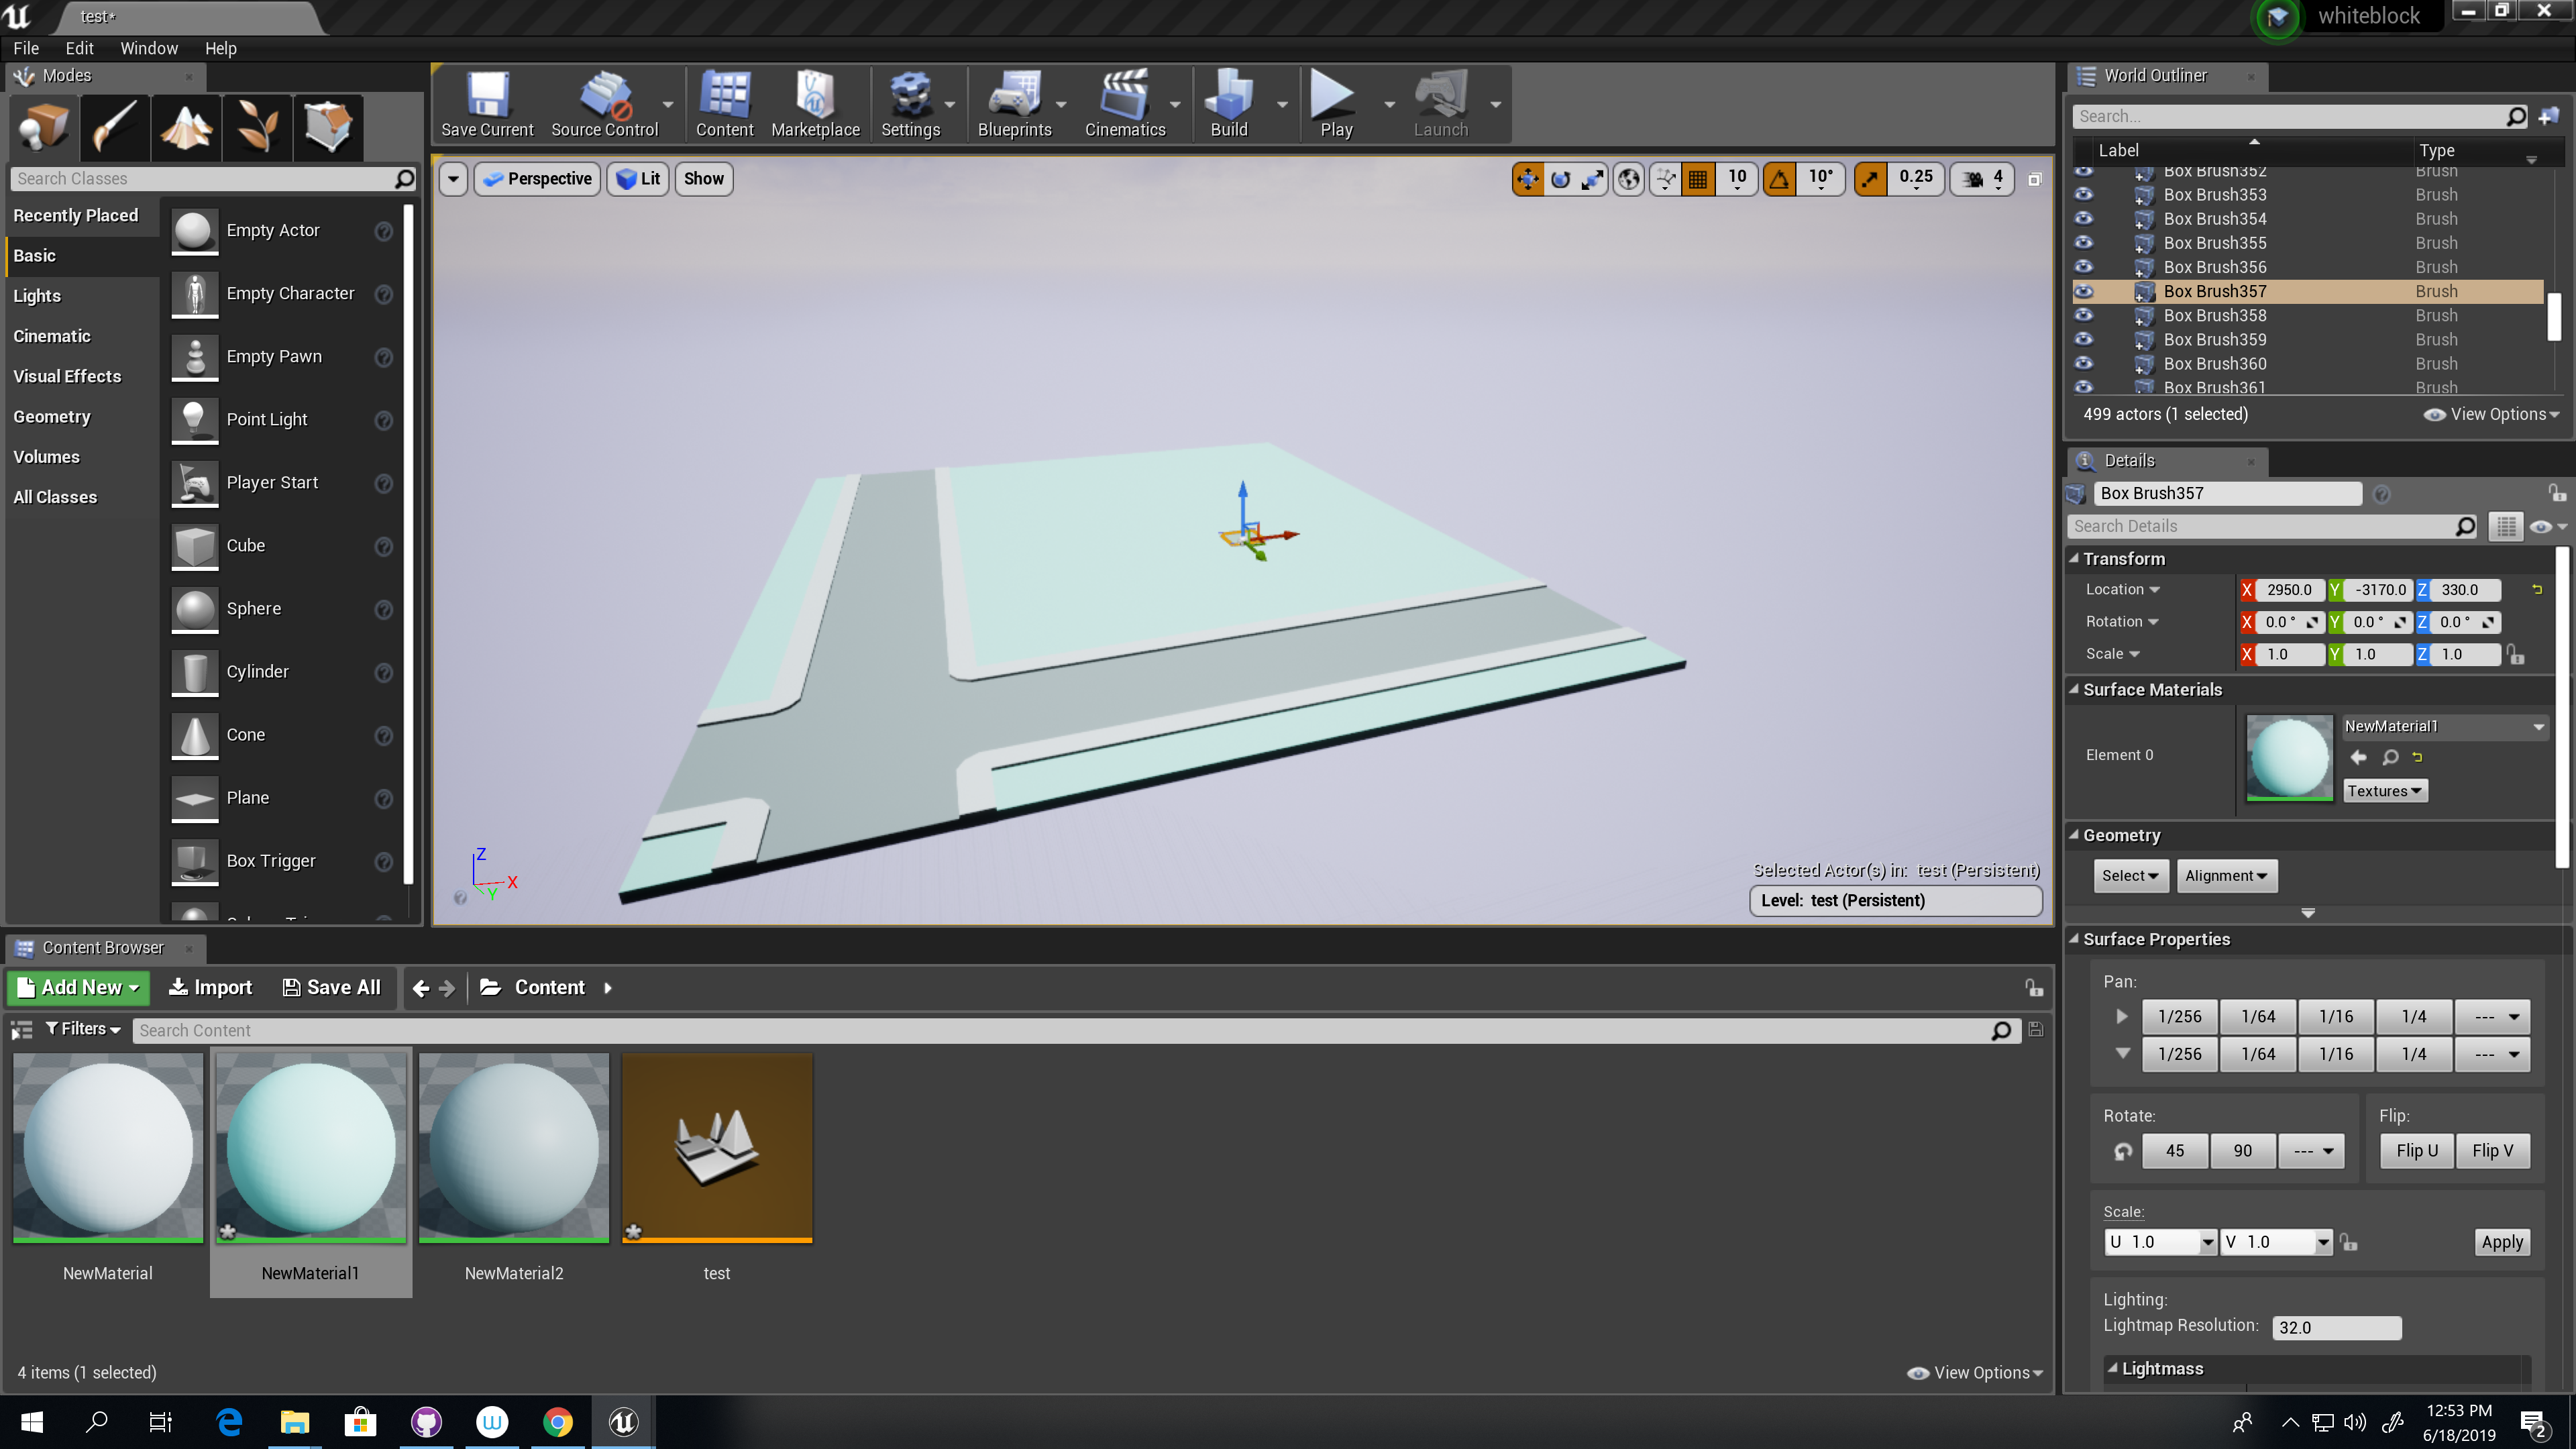 test*
whiteblock
File Edit Window Help
Modes
Search Classes
Recently Placed
Basic
Lights
Cinematic
Visual Effects
Geometry
Volumes
All Classes
Empty Actor
Empty Character
Empty Pawn
Point Light
Player Start
Cube
Sphere
Cylinder
Cone
Plane
Box Trigger
Save Current
Source Control
Content
Marketplace
Settings
Blueprints
Cinematics
Build
Play
Launch
Perspective
Lit
Show
10
10°
0.25
4
Z
X
Y
Selected Actor(s) in: test (Persistent)
Level: test (Persistent)
World Outliner
Search...
Label Type
Box Brush352 Brush
Box Brush353 Brush
Box Brush354 Brush
Box Brush355 Brush
Box Brush356 Brush
Box Brush357 Brush
Box Brush358 Brush
Box Brush359 Brush
Box Brush360 Brush
Box Brush361 Brush
499 actors (1 selected)
View Options
Details
Box Brush357
Search Details
Transform
Location X 2950.0 Y -3170.0 Z 330.0
Rotation X 0.0 ° Y 0.0 ° Z 0.0 °
Scale X 1.0 Y 1.0 Z 1.0
Surface Materials
Element 0
NewMaterial1
Textures
Geometry
Select Alignment
Surface Properties
Pan:
1/256 1/64 1/16 1/4 ---
1/256 1/64 1/16 1/4 ---
Rotate:
45 90 ---
Flip:
Flip U Flip V
Scale:
U 1.0 V 1.0 Apply
Lighting:
Lightmap Resolution: 32.0
Lightmass
Content Browser
Add New Import Save All Content
Filters Search Content
NewMaterial
NewMaterial1
NewMaterial2
test
4 items (1 selected)
View Options
12:53 PM
6/18/2019
2